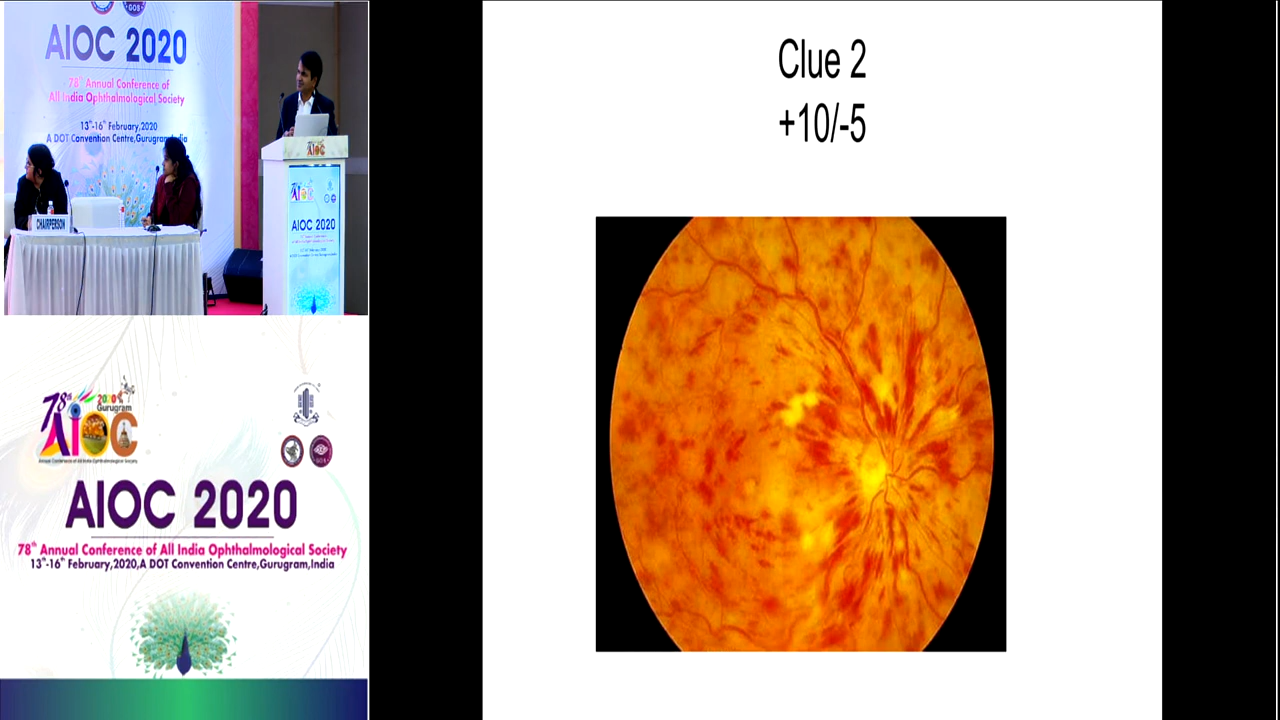 AIOC 2020
78th Annual Conference of
All India Ophthalmological Society
13th-16th February,2020
A DOT Convention Centre,Gurugram,India
CHAIRPERSON
AIOC
AIOC 2020
78th
2020
Gurugram
AIOC
AIOC 2020
78th Annual Conference of All India Ophthalmological Society
13th-16th February,2020,A DOT Convention Centre,Gurugram,India
Clue 2
+10/-5